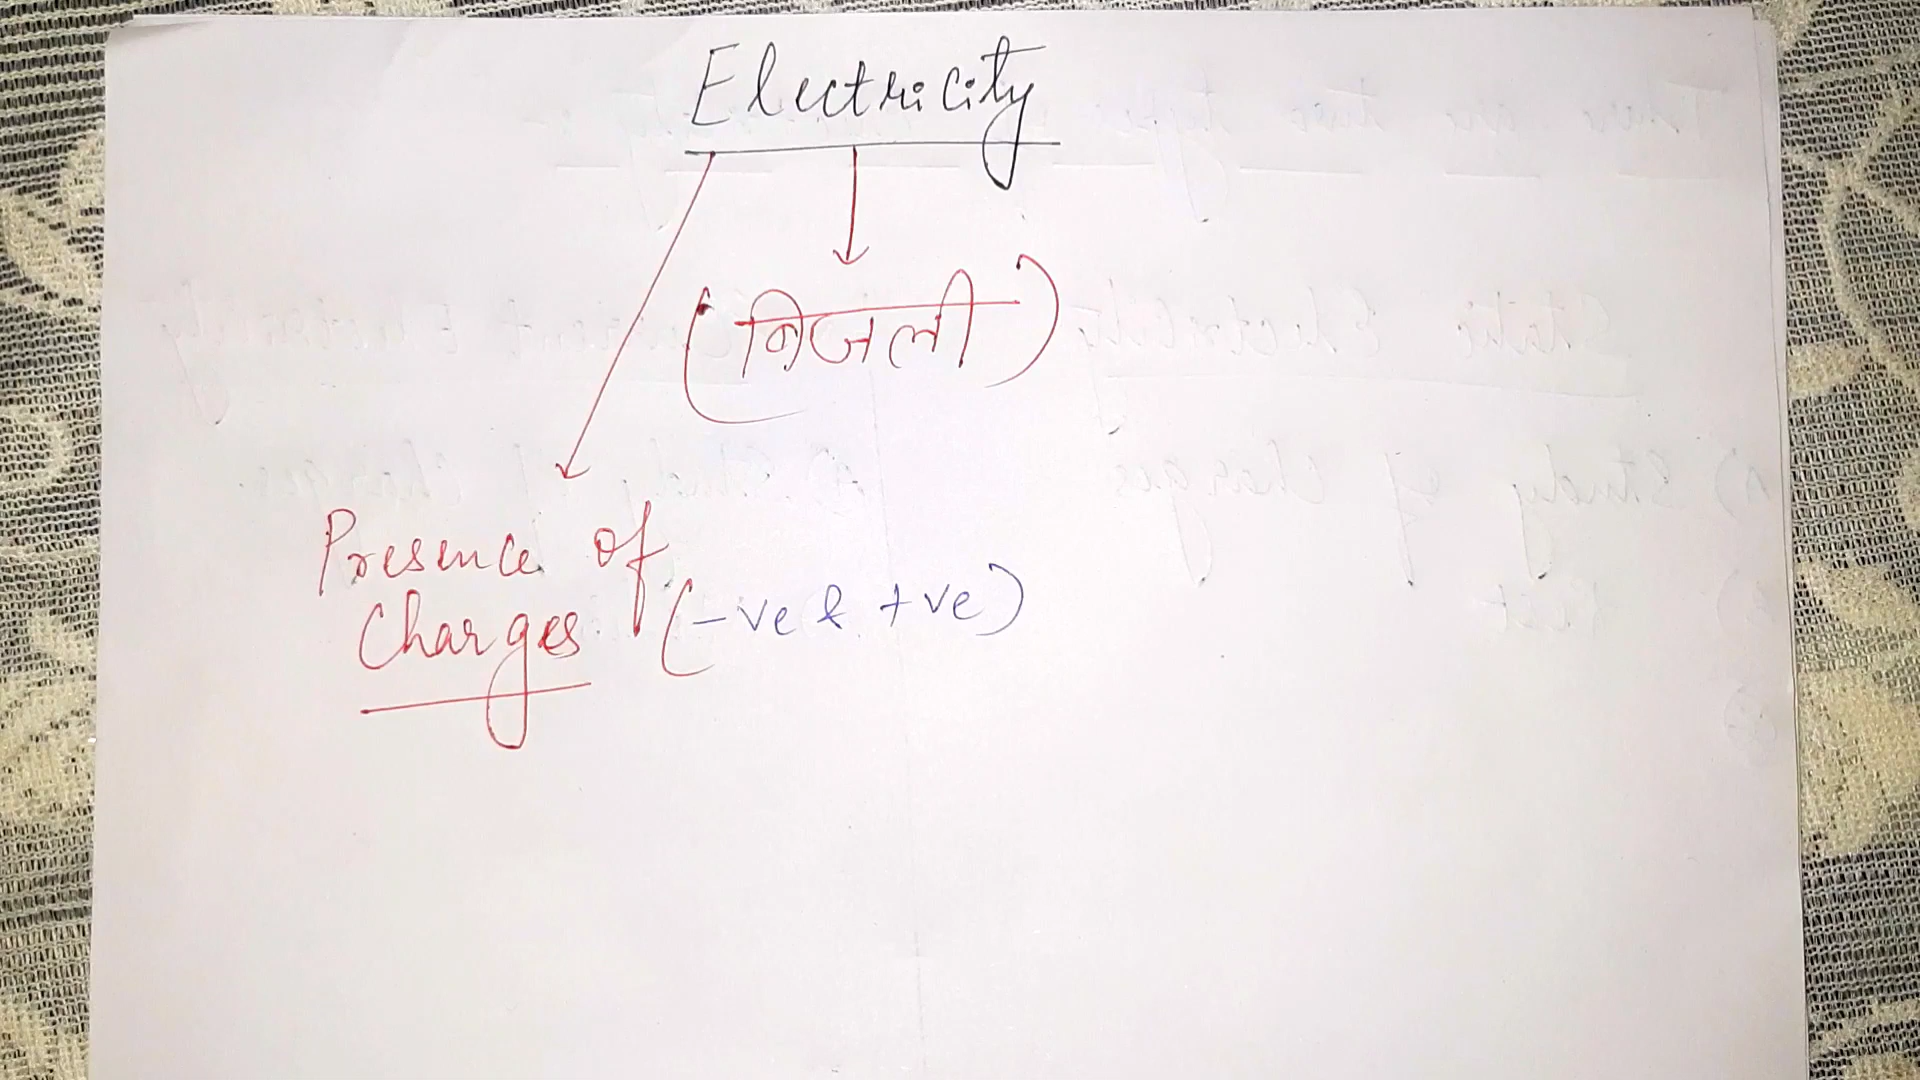 Electricity
(बिजली)
Presence of
Charges (-ve & +ve)